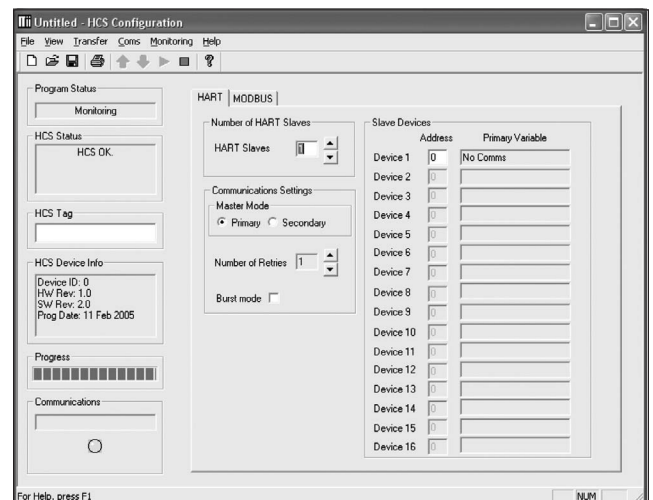 Untitled - HCS Configuration
File View Transfer Coms Monitoring Help
Program Status
Monitoring
HCS Status
HCS OK.
HCS Tag
HCS Device Info
Device ID: 0
HW Rev: 1.0
SW Rev: 2.0
Prog Date: 11 Feb 2005
Progress
Communications
HART MODBUS
Number of HART Slaves
HART Slaves 1
Communications Settings
Master Mode
Primary Secondary
Number of Retries 1
Burst mode
Slave Devices
Address Primary Variable
Device 1 0 No Comms
Device 2 0
Device 3 0
Device 4 0
Device 5 0
Device 6 0
Device 7 0
Device 8 0
Device 9 0
Device 10 0
Device 11 0
Device 12 0
Device 13 0
Device 14 0
Device 15 0
Device 16 0
For Help, press F1
NUM